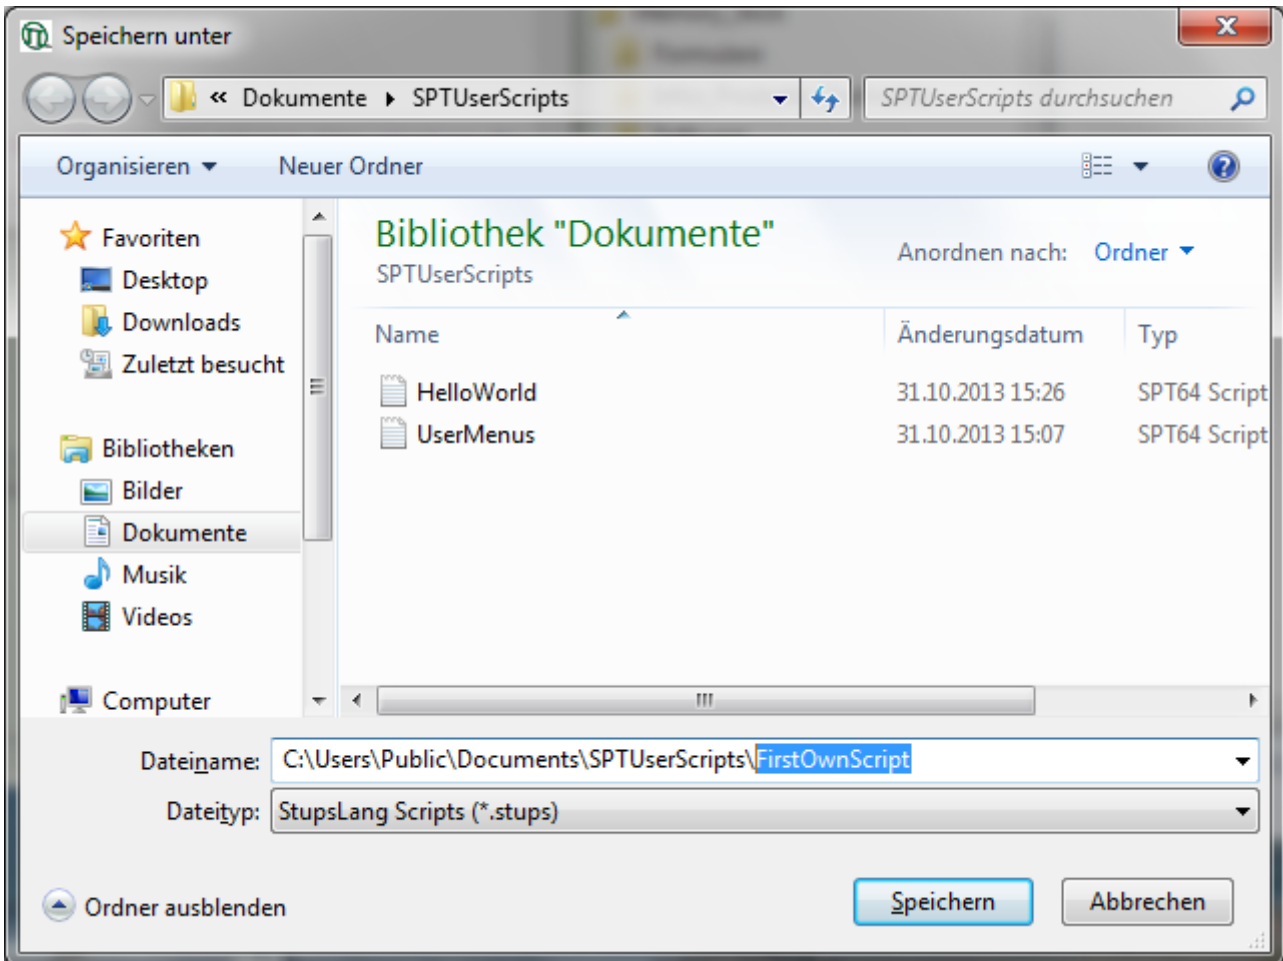 Speichern unter
« Dokumente ▸ SPTUserScripts
SPTUserScripts durchsuchen
Organisieren
Neuer Ordner
Favoriten
Desktop
Downloads
Zuletzt besucht
Bibliotheken
Bilder
Dokumente
Musik
Videos
Computer
Bibliothek "Dokumente"
SPTUserScripts
Anordnen nach: Ordner
Name Änderungsdatum Typ
HelloWorld 31.10.2013 15:26 SPT64 Script
UserMenus 31.10.2013 15:07 SPT64 Script
Dateiname: C:\Users\Public\Documents\SPTUserScripts\FirstOwnScript
Dateityp: StupsLang Scripts (*.stups)
Ordner ausblenden
Speichern
Abbrechen